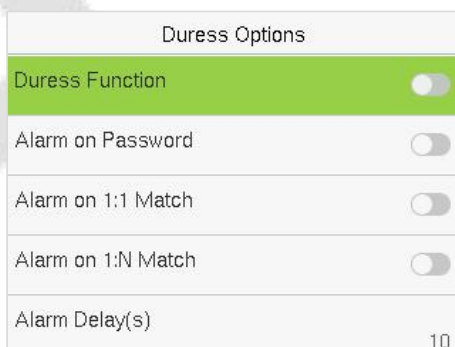 Duress Options
Duress Function
Alarm on Password
Alarm on 1:1 Match
Alarm on 1:N Match
Alarm Delay(s)
10